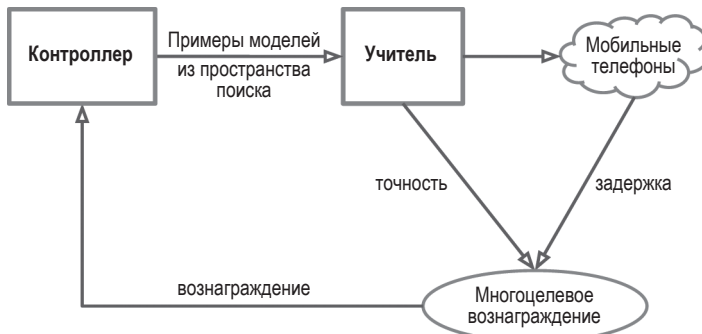 Контроллер
Примеры моделей
из пространства
поиска
Учитель
Мобильные
телефоны
точность
задержка
вознаграждение
Многоцелевое
вознаграждение